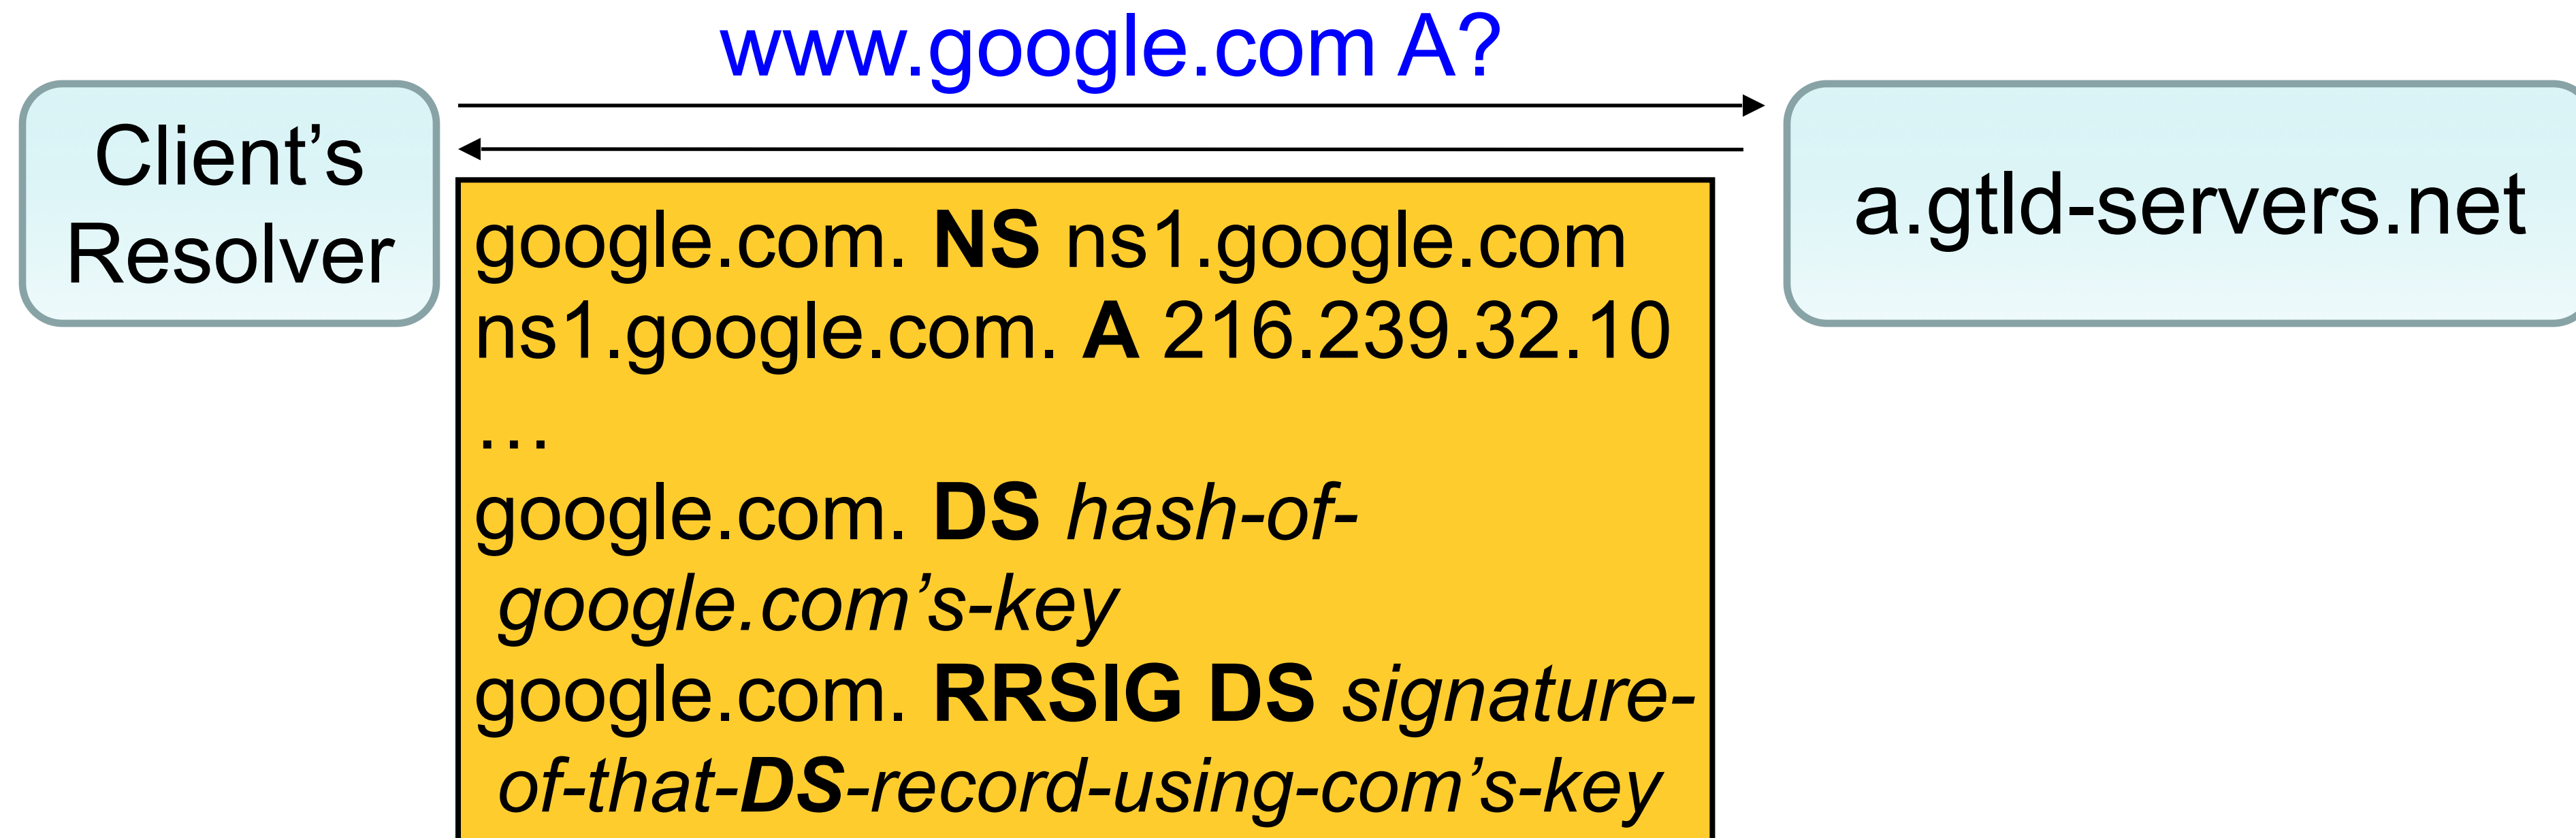 www.google.com A?
Client’s
Resolver
a.gtld-servers.net
google.com. NS ns1.google.com
ns1.google.com. A 216.239.32.10
…
google.com. DS hash-of-
google.com’s-key
google.com. RRSIG DS signature-
of-that-DS-record-using-com’s-key